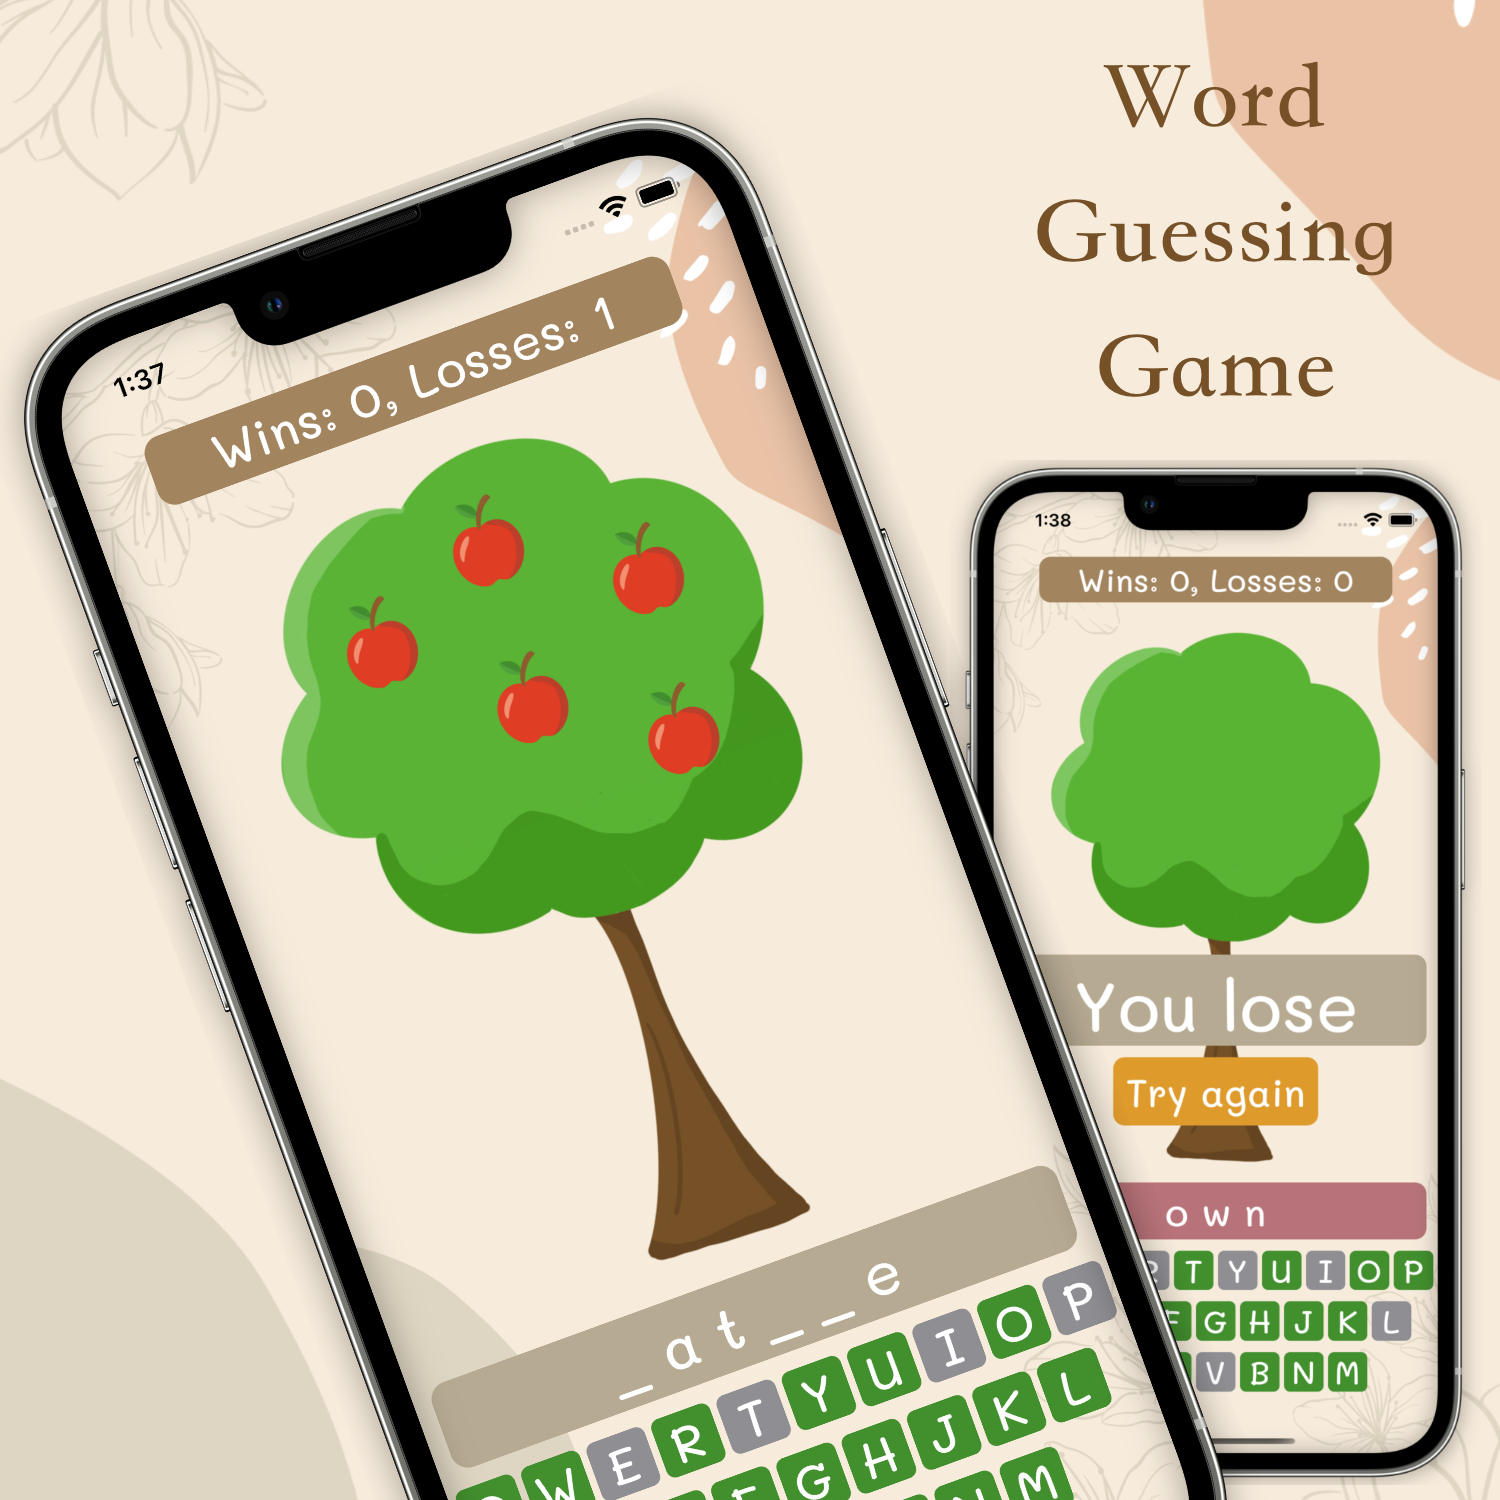 Word
Guessing
Game
1:37
Wins: 0, Losses: 1
_ a t _ _ e
W E R T Y U I O P
G H J K L
M
1:38
Wins: 0, Losses: 0
You lose
Try again
o w n
R T Y U I O P
F G H J K L
V B N M